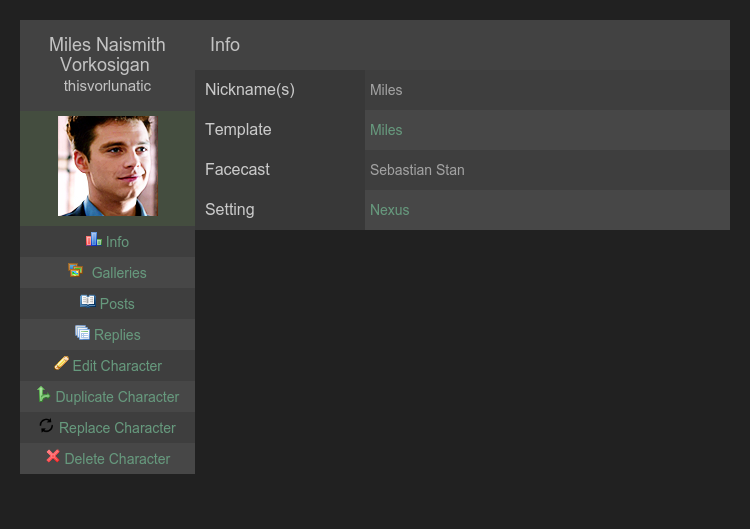 Miles Naismith
Vorkosigan
thisvorlunatic
Info
Galleries
Posts
Replies
Edit Character
Duplicate Character
Replace Character
Delete Character
Info
Nickname(s) Miles
Template Miles
Facecast Sebastian Stan
Setting Nexus